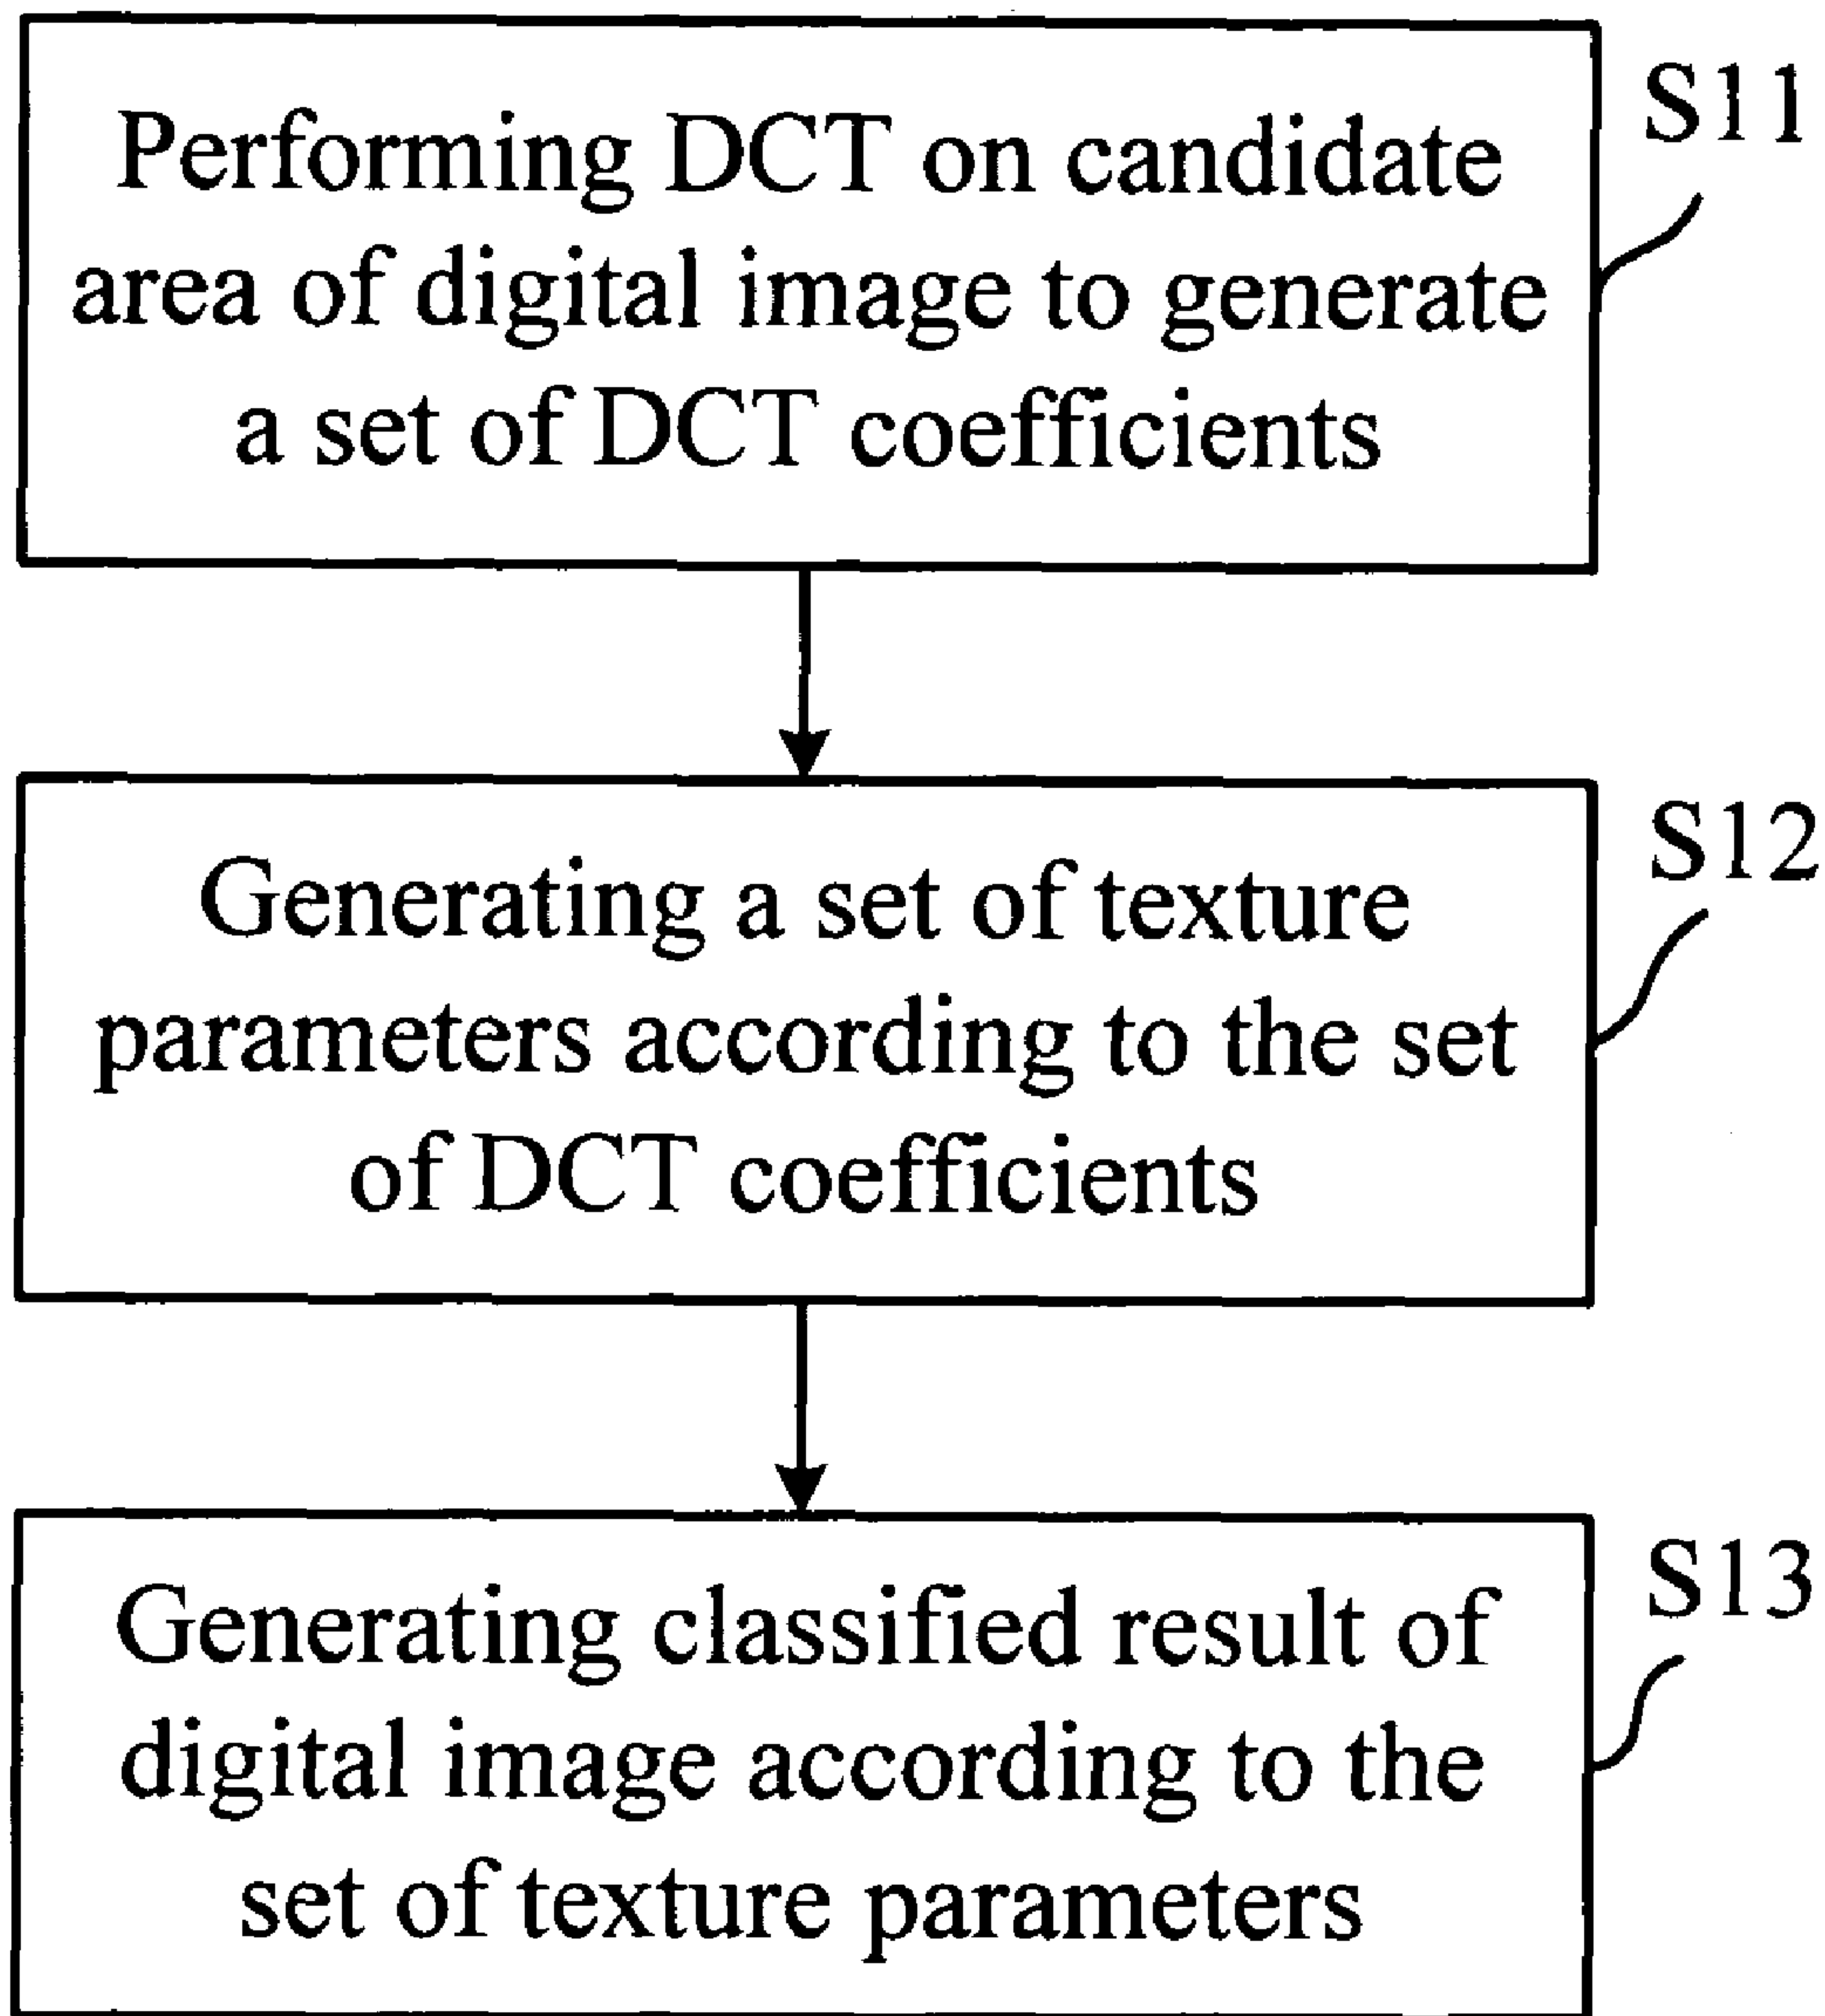 Performing DCT on candidate
area of digital image to generate
a set of DCT coefficients
S11
Generating a set of texture
parameters according to the set
of DCT coefficients
S12
Generating classified result of
digital image according to the
set of texture parameters
S13